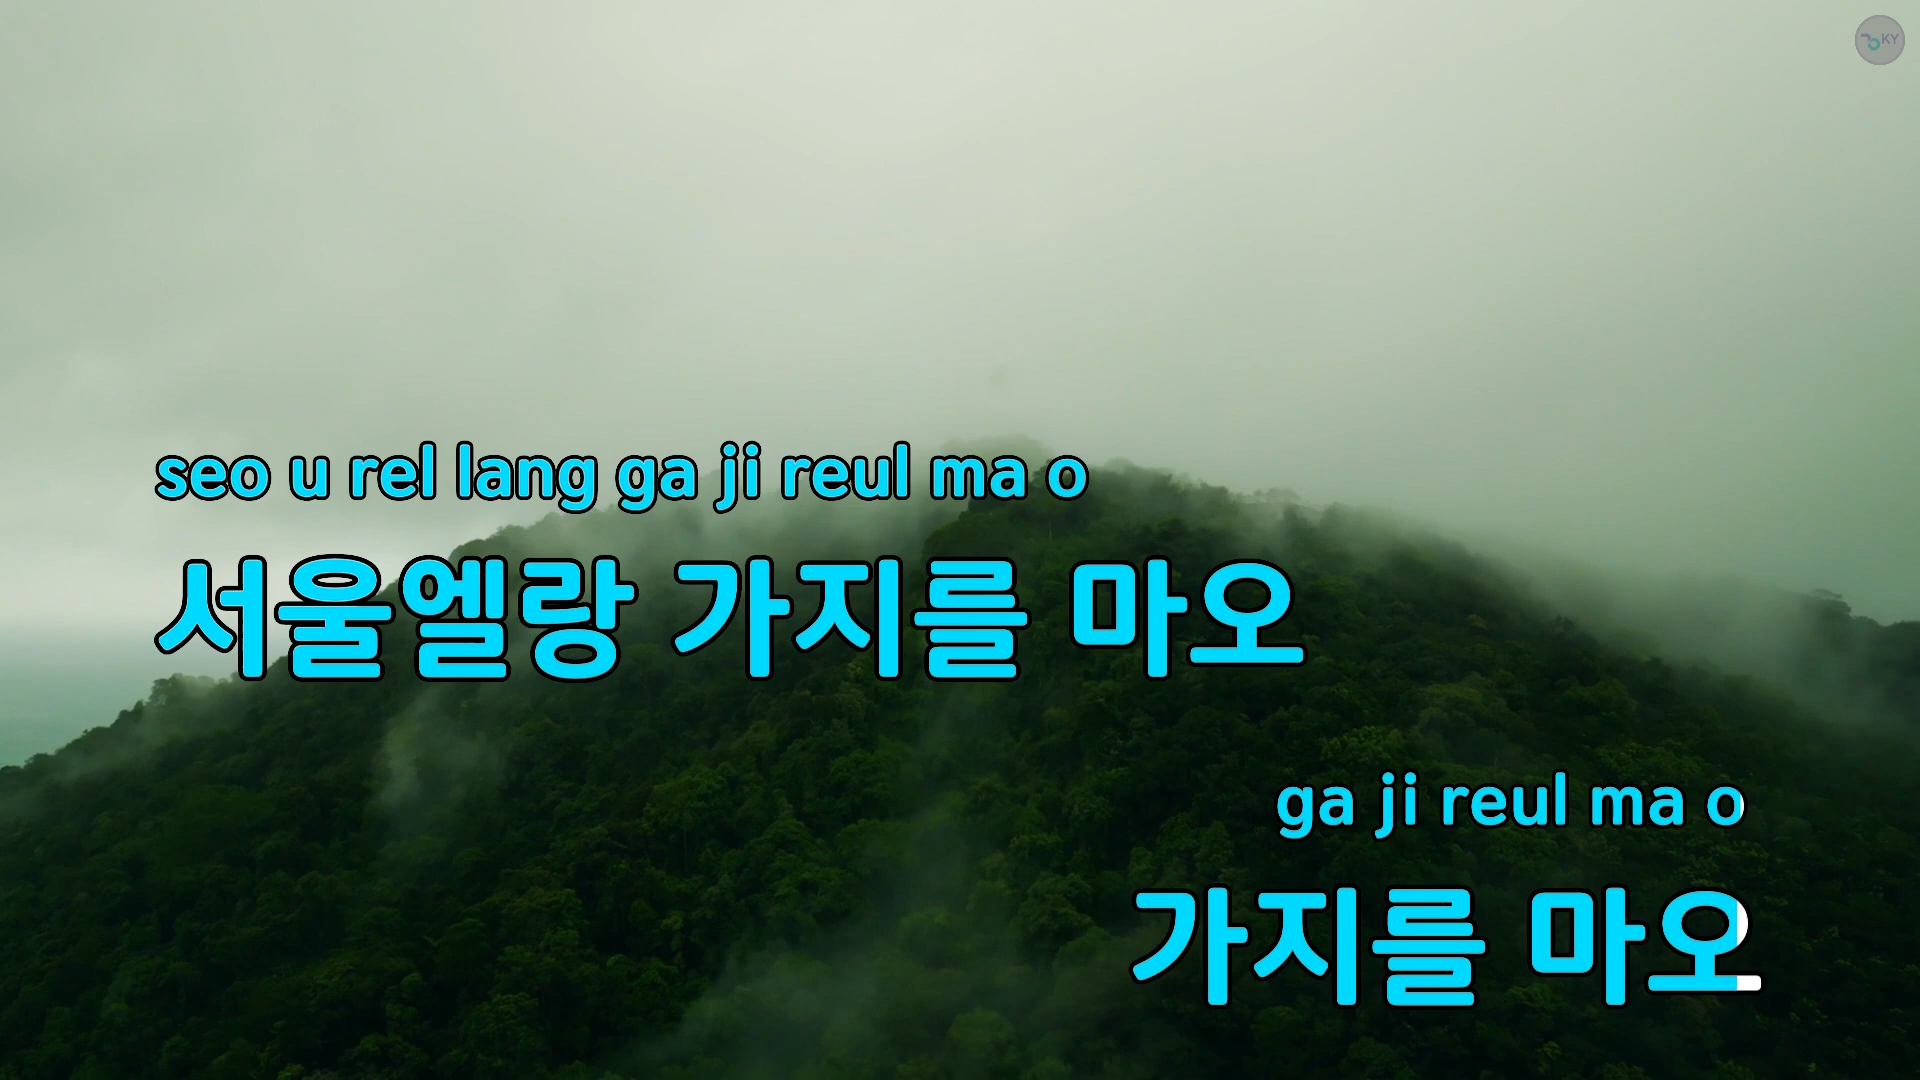 KY
seo u rel lang ga ji reul ma o
서울엘랑 가지를 마오
ga ji reul ma o
가지를 마오